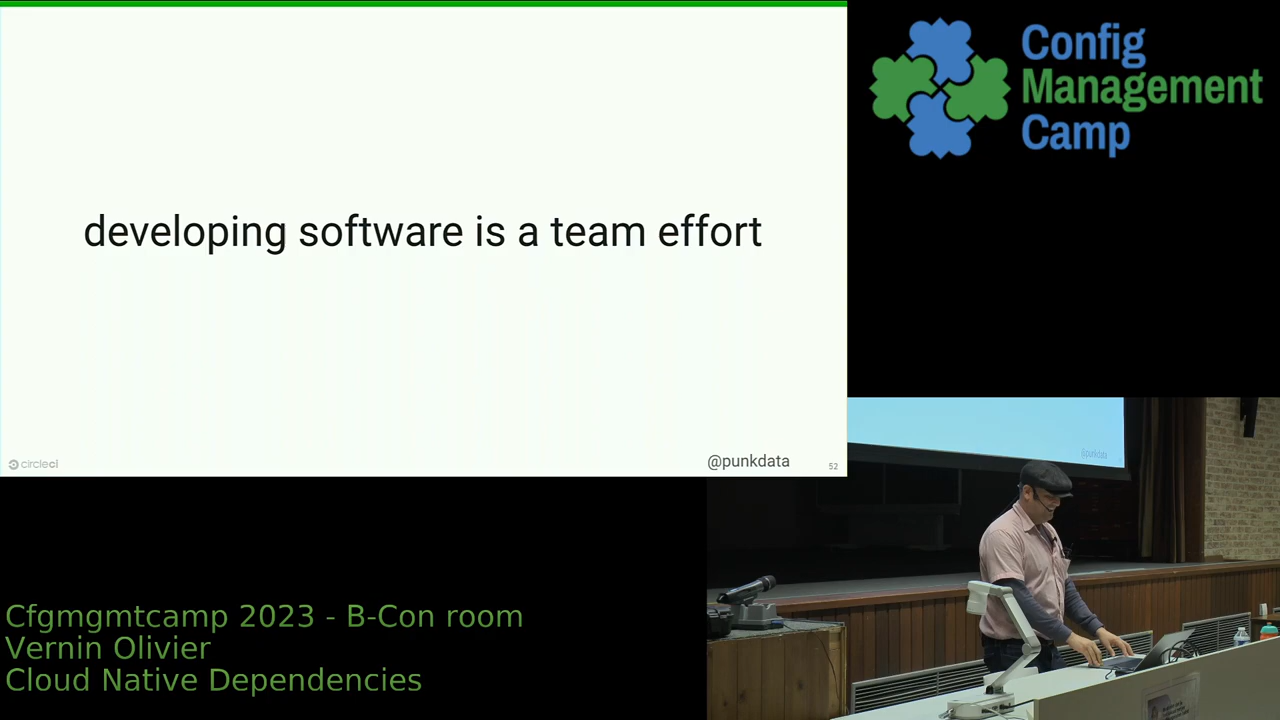 developing software is a team effort
circleci
@punkdata
52
Config
Management
Camp
@punkdata
Cfgmgmtcamp 2023 - B-Con room
Vernin Olivier
Cloud Native Dependencies